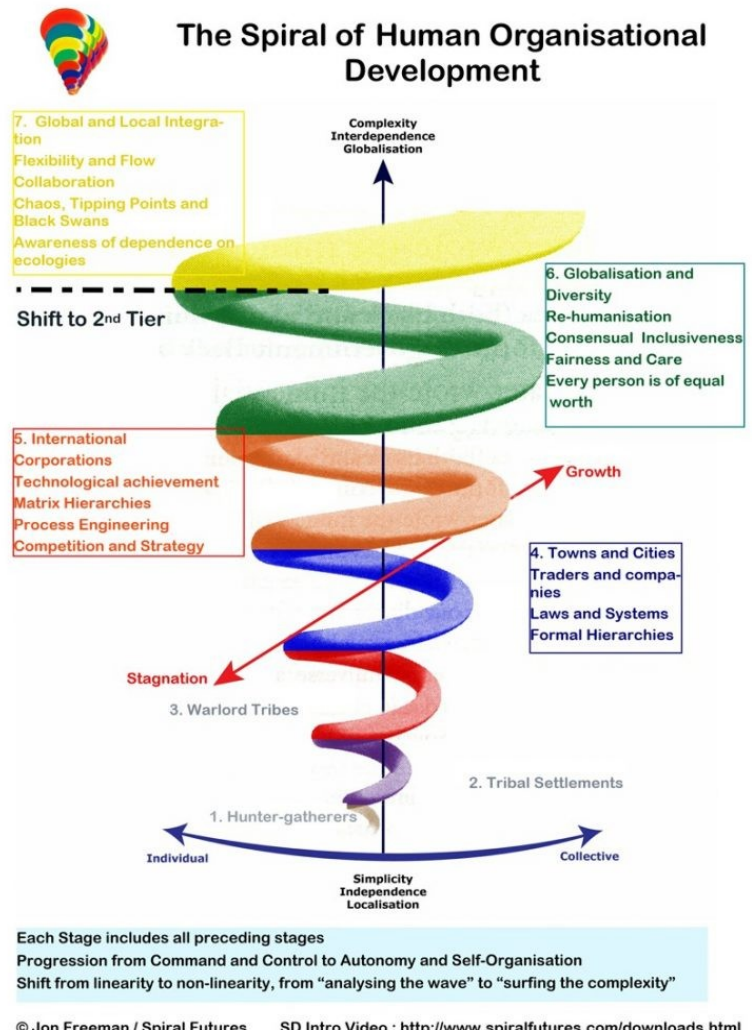 The Spiral of Human Organisational
Development
7. Global and Local Integra-
tion
Flexibility and Flow
Collaboration
Chaos, Tipping Points and
Black Swans
Awareness of dependence on
ecologies
Complexity
Interdependence
Globalisation
Shift to 2nd Tier
6. Globalisation and
Diversity
Re-humanisation
Consensual Inclusiveness
Fairness and Care
Every person is of equal
worth
5. International
Corporations
Technological achievement
Matrix Hierarchies
Process Engineering
Competition and Strategy
Growth
4. Towns and Cities
Traders and compa-
nies
Laws and Systems
Formal Hierarchies
Stagnation
3. Warlord Tribes
2. Tribal Settlements
1. Hunter-gatherers
Individual
Collective
Simplicity
Independence
Localisation
Each Stage includes all preceding stages
Progression from Command and Control to Autonomy and Self-Organisation
Shift from linearity to non-linearity, from “analysing the wave” to “surfing the complexity”
© Jon Freeman / Spiral Futures SD Intro Video : http://www.spiralfutures.com/downloads.html